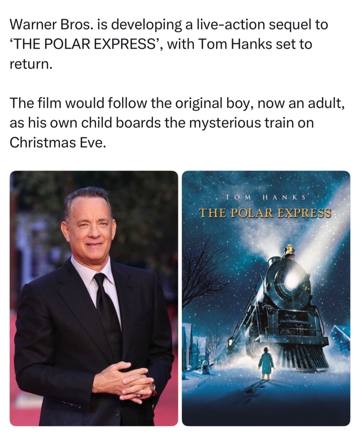 Warner Bros. is developing a live-action sequel to
‘THE POLAR EXPRESS’, with Tom Hanks set to
return.
The film would follow the original boy, now an adult,
as his own child boards the mysterious train on
Christmas Eve.
TOM HANKS
THE POLAR EXPRESS